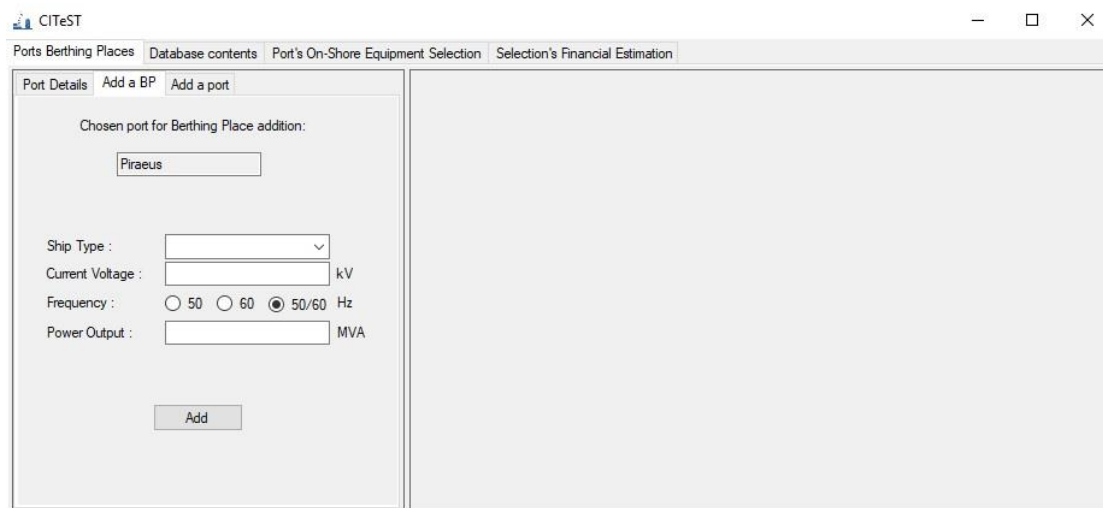 CITeST
Ports Berthing Places Database contents Port's On-Shore Equipment Selection Selection's Financial Estimation
Port Details Add a BP Add a port
Chosen port for Berthing Place addition:
Piraeus
Ship Type :
Current Voltage : kV
Frequency : 50 60 50/60 Hz
Power Output : MVA
Add